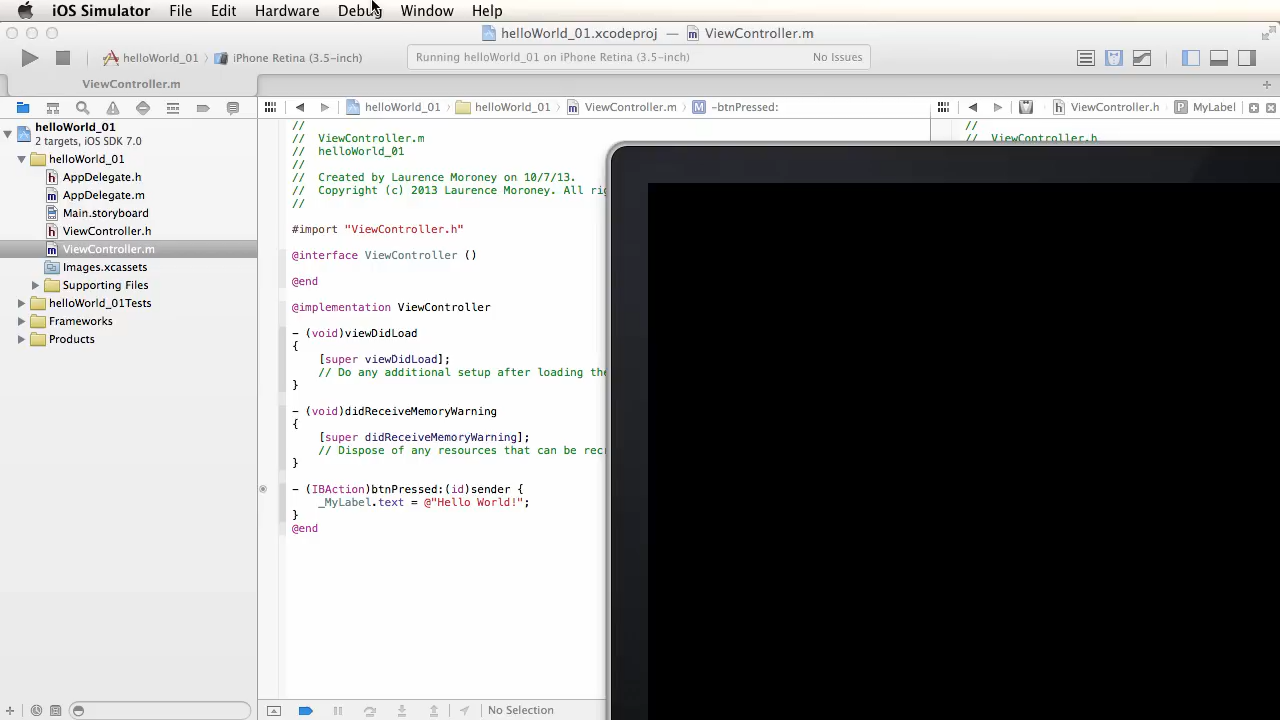 iOS Simulator File Edit Hardware Debug Window Help
helloWorld_01.xcodeproj — ViewController.m
helloWorld_01 iPhone Retina (3.5-inch) Running helloWorld_01 on iPhone Retina (3.5-inch) No Issues
ViewController.m
helloWorld_01 helloWorld_01 ViewController.m -btnPressed: ViewController.h MyLabel
helloWorld_01
2 targets, iOS SDK 7.0
helloWorld_01
AppDelegate.h
AppDelegate.m
Main.storyboard
ViewController.h
ViewController.m
Images.xcassets
Supporting Files
helloWorld_01Tests
Frameworks
Products
//
// ViewController.m
// helloWorld_01
//
// Created by Laurence Moroney on 10/7/13.
// Copyright (c) 2013 Laurence Moroney. All rig
//
#import "ViewController.h"
@interface ViewController ()
@end
@implementation ViewController
- (void)viewDidLoad
{
[super viewDidLoad];
// Do any additional setup after loading the
}
- (void)didReceiveMemoryWarning
{
[super didReceiveMemoryWarning];
// Dispose of any resources that can be recr
}
- (IBAction)btnPressed:(id)sender {
_MyLabel.text = @"Hello World!";
}
@end
//
// ViewController.h
No Selection